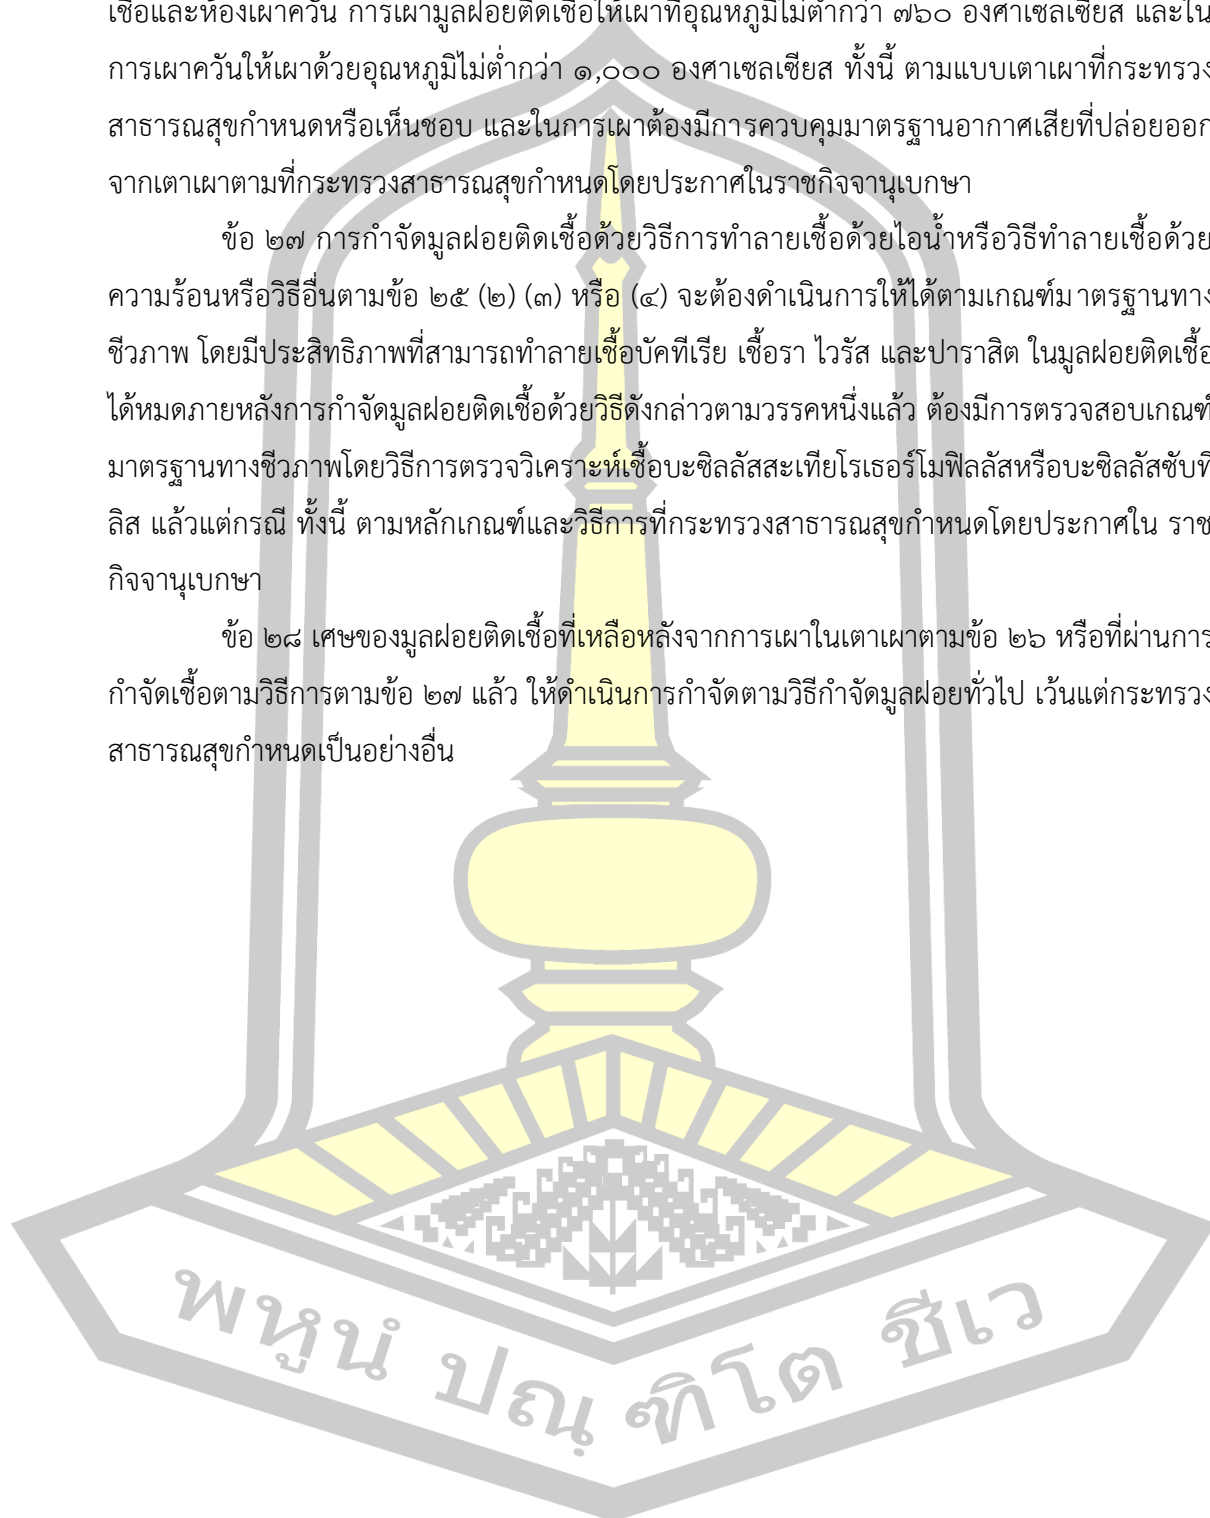 เชื้อและห้องเผาควัน การเผามูลฝอยติดเชื้อให้เผาที่อุณหภูมิไม่ต่ำกว่า ๗๖๐ องศาเซลเซียส และใน
การเผาควันให้เผาด้วยอุณหภูมิไม่ต่ำกว่า ๑,๐๐๐ องศาเซลเซียส ทั้งนี้ ตามแบบเตาเผาที่กระทรวง
สาธารณสุขกำหนดหรือเห็นชอบ และในการเผาต้องมีการควบคุมมาตรฐานอากาศเสียที่ปล่อยออก
จากเตาเผาตามที่กระทรวงสาธารณสุขกำหนดโดยประกาศในราชกิจจานุเบกษา
ข้อ ๒๗ การกำจัดมูลฝอยติดเชื้อด้วยวิธีการทำลายเชื้อด้วยไอน้ำหรือวิธีทำลายเชื้อด้วย
ความร้อนหรือวิธีอื่นตามข้อ ๒๕ (๒) (๓) หรือ (๔) จะต้องดำเนินการให้ได้ตามเกณฑ์มาตรฐานทาง
ชีวภาพ โดยมีประสิทธิภาพที่สามารถทำลายเชื้อบัคทีเรีย เชื้อรา ไวรัส และปาราสิต ในมูลฝอยติดเชื้อ
ได้หมดภายหลังการกำจัดมูลฝอยติดเชื้อด้วยวิธีดังกล่าวตามวรรคหนึ่งแล้ว ต้องมีการตรวจสอบเกณฑ์
มาตรฐานทางชีวภาพโดยวิธีการตรวจวิเคราะห์เชื้อบะซิลลัสสะเทียโรเธอร์โมฟิลลัสหรือบะซิลลัสซับที
ลิส แล้วแต่กรณี ทั้งนี้ ตามหลักเกณฑ์และวิธีการที่กระทรวงสาธารณสุขกำหนดโดยประกาศใน ราช
กิจจานุเบกษา
ข้อ ๒๘ เศษของมูลฝอยติดเชื้อที่เหลือหลังจากการเผาในเตาเผาตามข้อ ๒๖ หรือที่ผ่านการ
กำจัดเชื้อตามวิธีการตามข้อ ๒๗ แล้ว ให้ดำเนินการกำจัดตามวิธีกำจัดมูลฝอยทั่วไป เว้นแต่กระทรวง
สาธารณสุขกำหนดเป็นอย่างอื่น
พหูนํ ปณฺฑิโต ชีเว